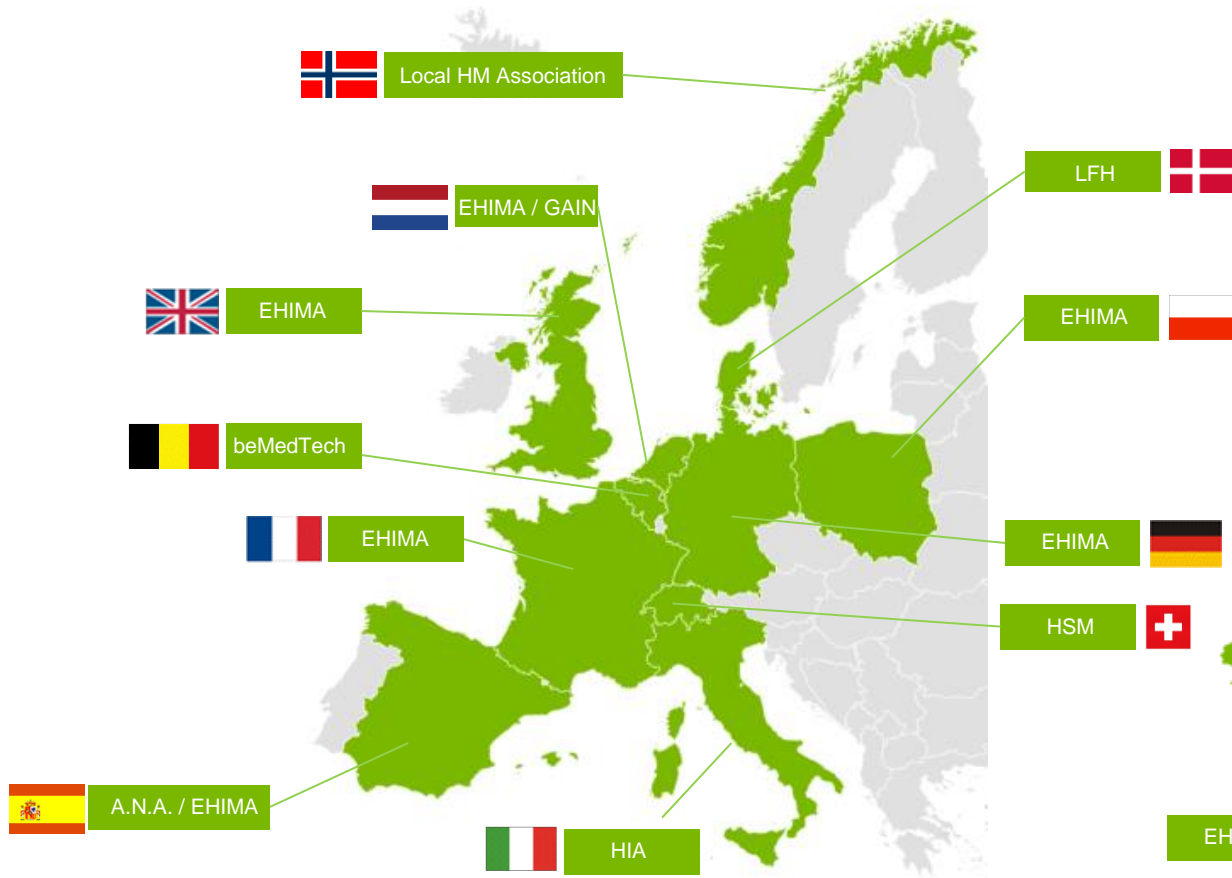 Local HM Association
LFH
EHIMA / GAIN
EHIMA
EHIMA
beMedTech
EHIMA
EHIMA
HSM
A.N.A. / EHIMA
HIA